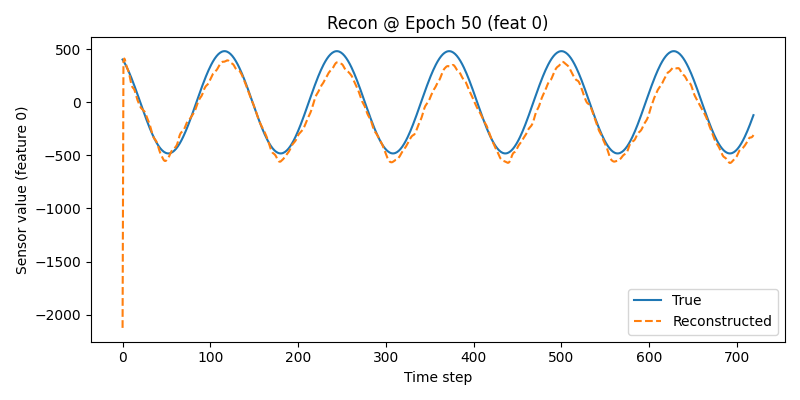 Recon @ Epoch 50 (feat 0)
Sensor value (feature 0)
500
0
−500
−1000
−1500
−2000
0 100 200 300 400 500 600 700
Time step
True
Reconstructed